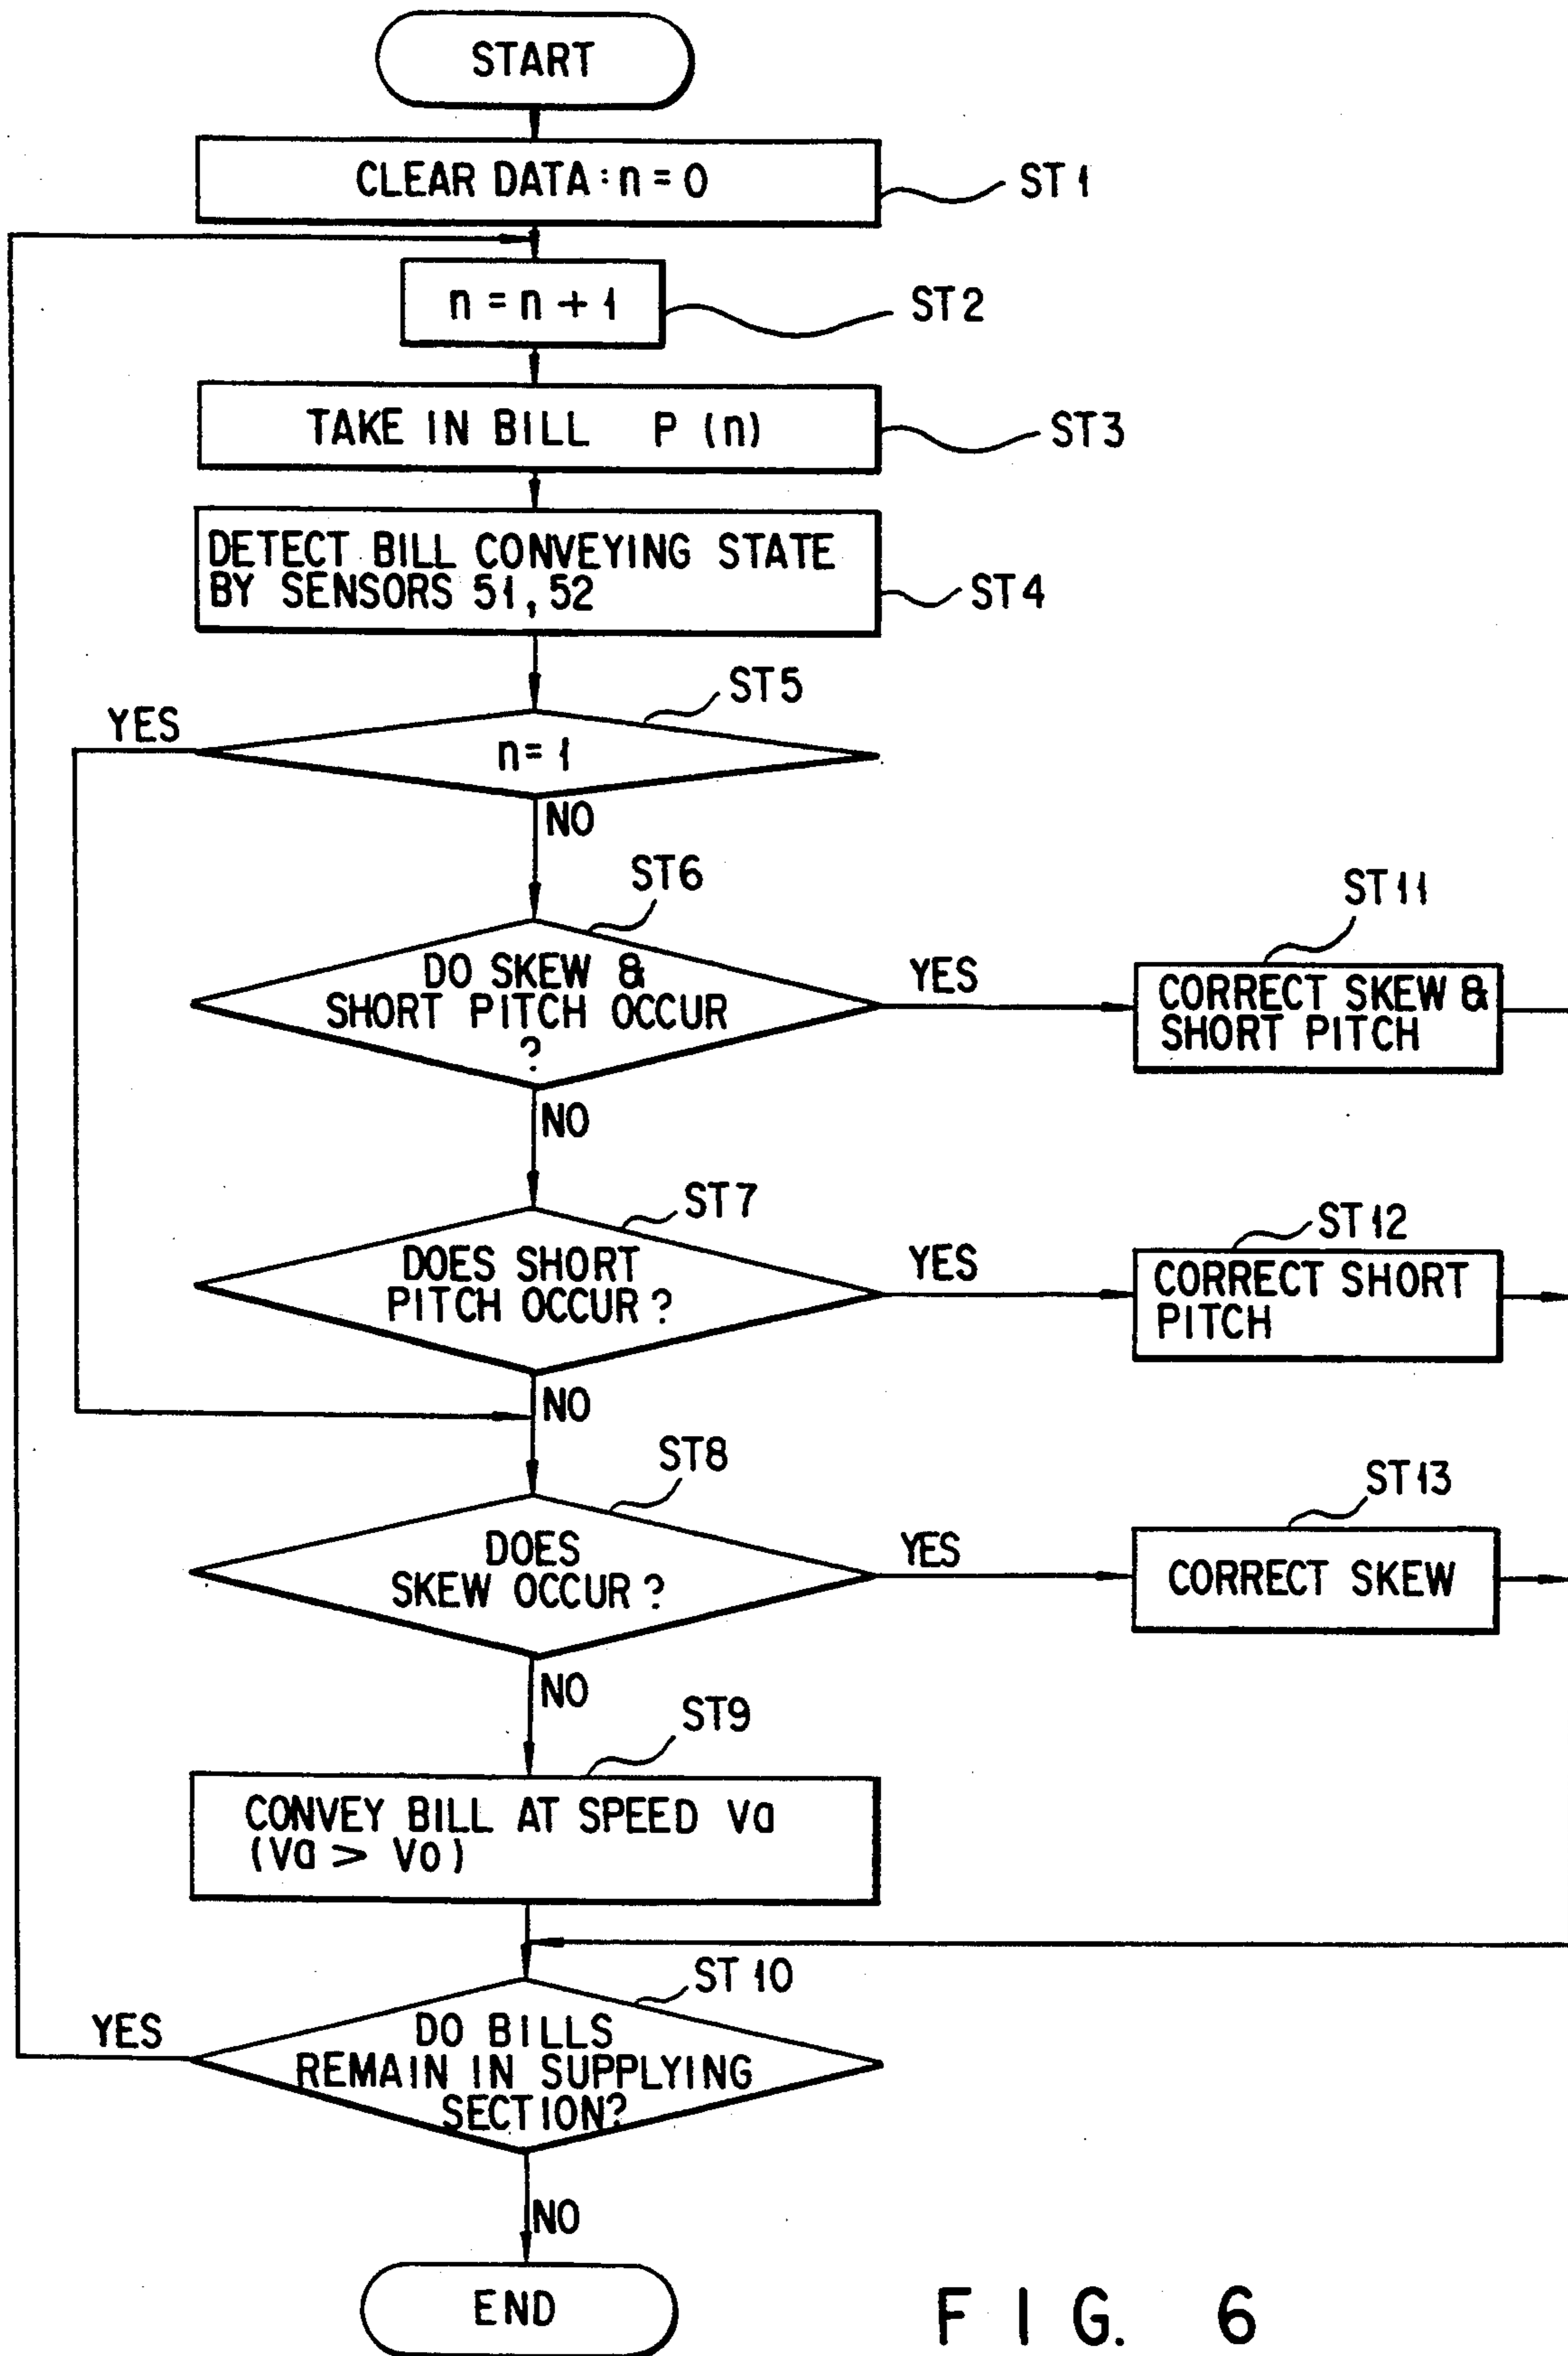 START
CLEAR DATA: n = 0
ST1
n = n + 1
ST2
TAKE IN BILL P (n)
ST3
DETECT BILL CONVEYING STATE
BY SENSORS 51, 52
ST4
ST5
YES
n = 1
NO
ST6
DO SKEW &
SHORT PITCH OCCUR
?
YES
ST11
CORRECT SKEW &
SHORT PITCH
NO
ST7
DOES SHORT
PITCH OCCUR ?
YES
ST12
CORRECT SHORT
PITCH
NO
ST8
DOES
SKEW OCCUR ?
YES
ST13
CORRECT SKEW
NO
ST9
CONVEY BILL AT SPEED Va
(Va > Vo)
ST10
YES
DO BILLS
REMAIN IN SUPPLYING
SECTION?
NO
END
FIG. 6